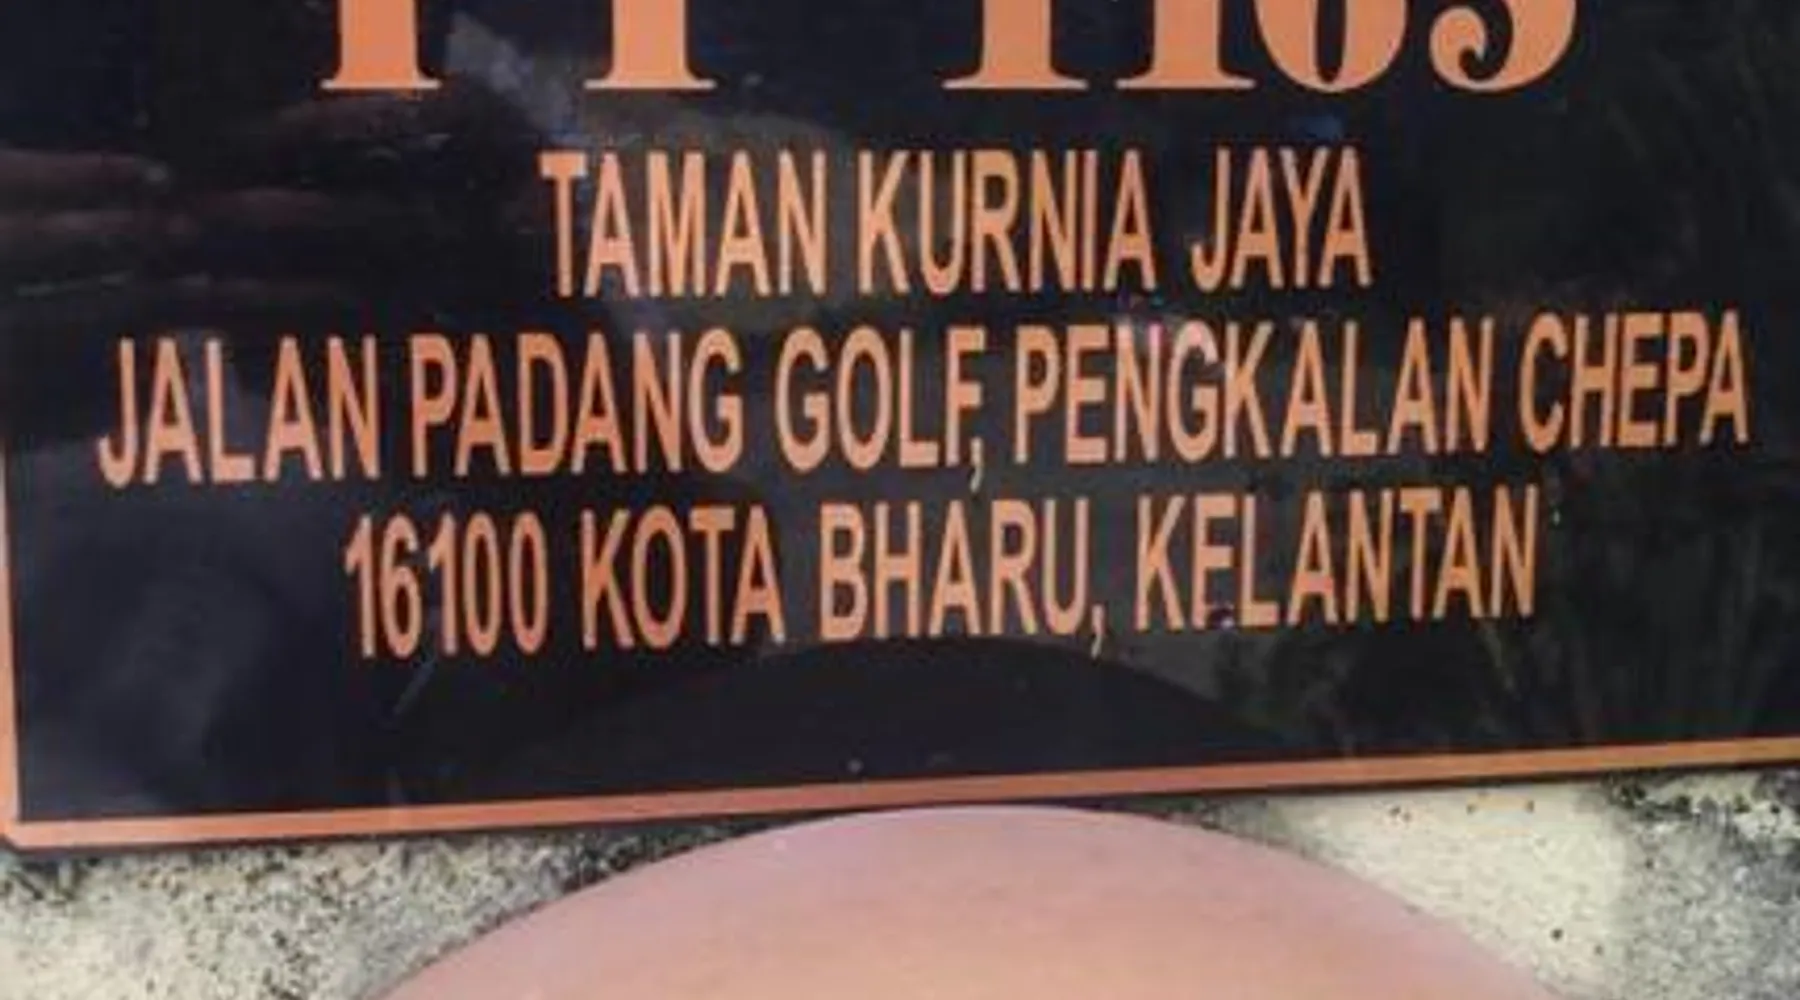 TAMAN KURNIA JAYA
JALAN PADANG GOLF, PENGKALAN CHEPA
16100 KOTA BHARU, KELANTAN